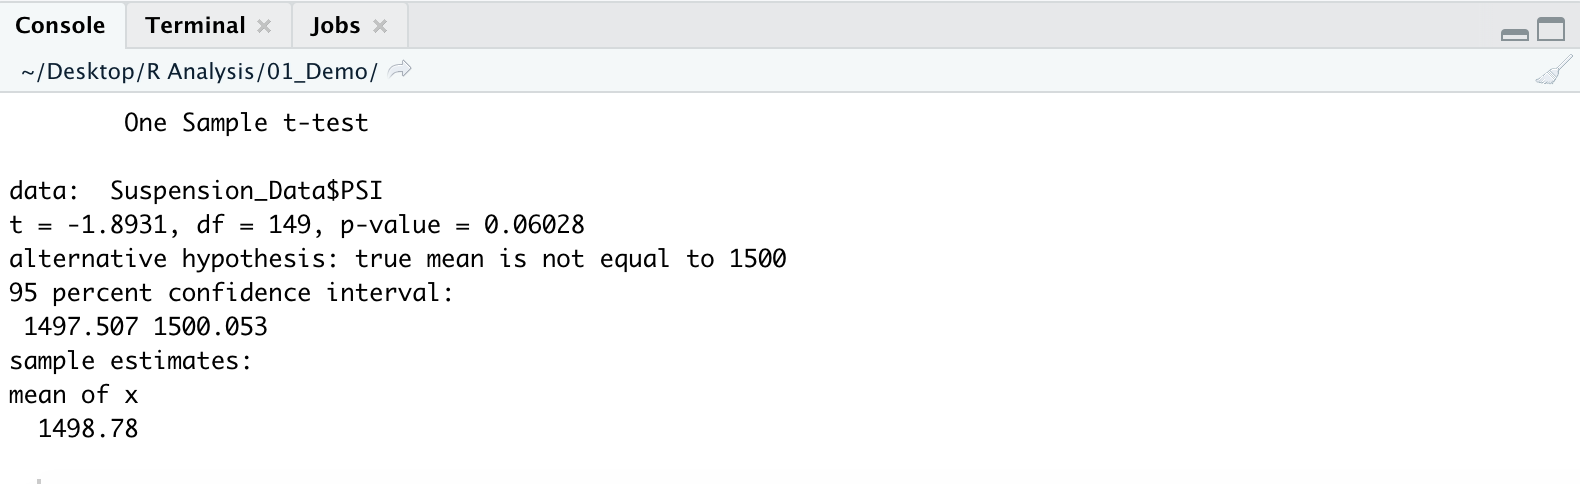 Console Terminal Jobs
~/Desktop/R Analysis/01_Demo/
One Sample t-test
data:  Suspension_Data$PSI
t = -1.8931, df = 149, p-value = 0.06028
alternative hypothesis: true mean is not equal to 1500
95 percent confidence interval:
 1497.507 1500.053
sample estimates:
mean of x
  1498.78